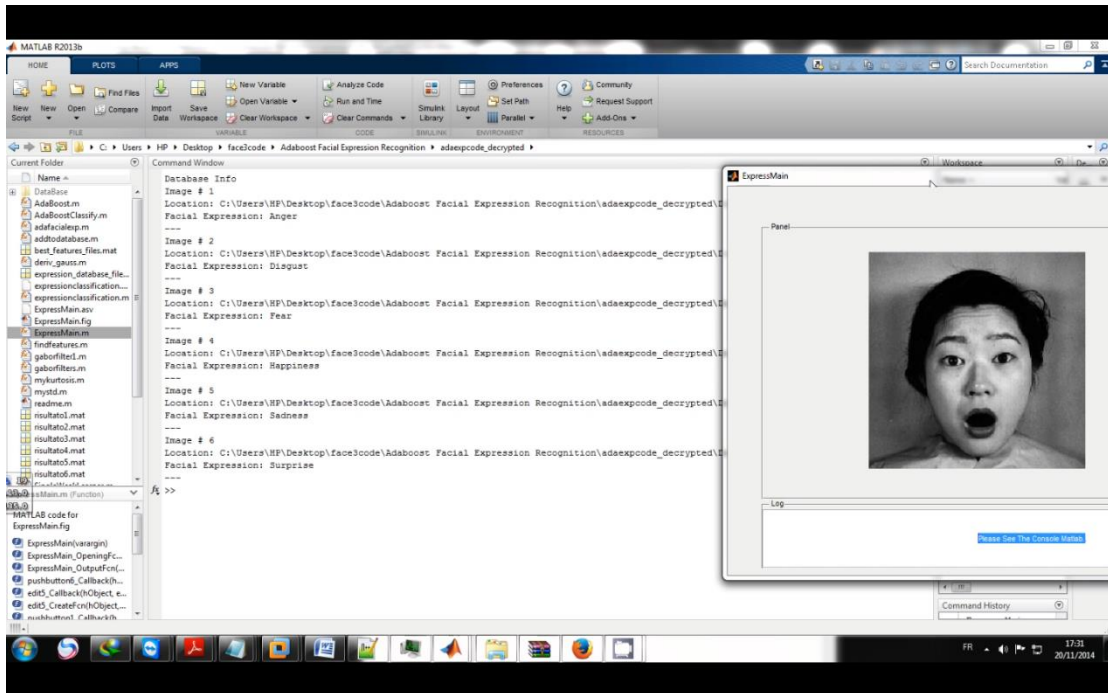 MATLAB R2013b
HOME PLOTS APPS
Search Documentation
New Script
New
Open
Find Files
Compare
Import Data
Save Workspace
New Variable
Open Variable
Clear Workspace
Analyze Code
Run and Time
Clear Commands
Simulink Library
Layout
Preferences
Set Path
Parallel
Help
Community
Request Support
Add-Ons
FILE VARIABLE CODE SIMULINK ENVIRONMENT RESOURCES
C: Users HP Desktop face3code Adaboost Facial Expression Recognition adaexpcode_decrypted
Current Folder
Name
DataBase
AdaBoost.m
AdaBoostClassify.m
adafacialexp.m
addtodatabase.m
best_features_files.mat
deriv_gauss.m
expression_database_file...
expressionclassification....
expressionclassification.m
ExpressMain.asv
ExpressMain.fig
ExpressMain.m
findfeatures.m
gaborfilter1.m
gaborfilters.m
mykurtosis.m
mystd.m
readme.m
risultato1.mat
risultato2.mat
risultato3.mat
risultato4.mat
risultato5.mat
risultato6.mat
ssMain.m (Function)
MATLAB code for
ExpressMain.fig
ExpressMain(varargin)
ExpressMain_OpeningFc...
ExpressMain_OutputFcn(...
pushbutton6_Callback(h...
edit5_Callback(hObject, e...
edit5_CreateFcn(hObject,...
pushbutton1_Callback(h
Command Window
Database Info
Image # 1
Location: C:\Users\HP\Desktop\face3code\Adaboost Facial Expression Recognition\adaexpcode_decrypted\D
Facial Expression: Anger
---
Image # 2
Location: C:\Users\HP\Desktop\face3code\Adaboost Facial Expression Recognition\adaexpcode_decrypted\D
Facial Expression: Disgust
---
Image # 3
Location: C:\Users\HP\Desktop\face3code\Adaboost Facial Expression Recognition\adaexpcode_decrypted\D
Facial Expression: Fear
---
Image # 4
Location: C:\Users\HP\Desktop\face3code\Adaboost Facial Expression Recognition\adaexpcode_decrypted\D
Facial Expression: Happiness
---
Image # 5
Location: C:\Users\HP\Desktop\face3code\Adaboost Facial Expression Recognition\adaexpcode_decrypted\D
Facial Expression: Sadness
---
Image # 6
Location: C:\Users\HP\Desktop\face3code\Adaboost Facial Expression Recognition\adaexpcode_decrypted\D
Facial Expression: Surprise
---
fx >>
Workspace
ExpressMain
Panel
Log
Please See The Console Matlab
Command History
FR
17:31
20/11/2014